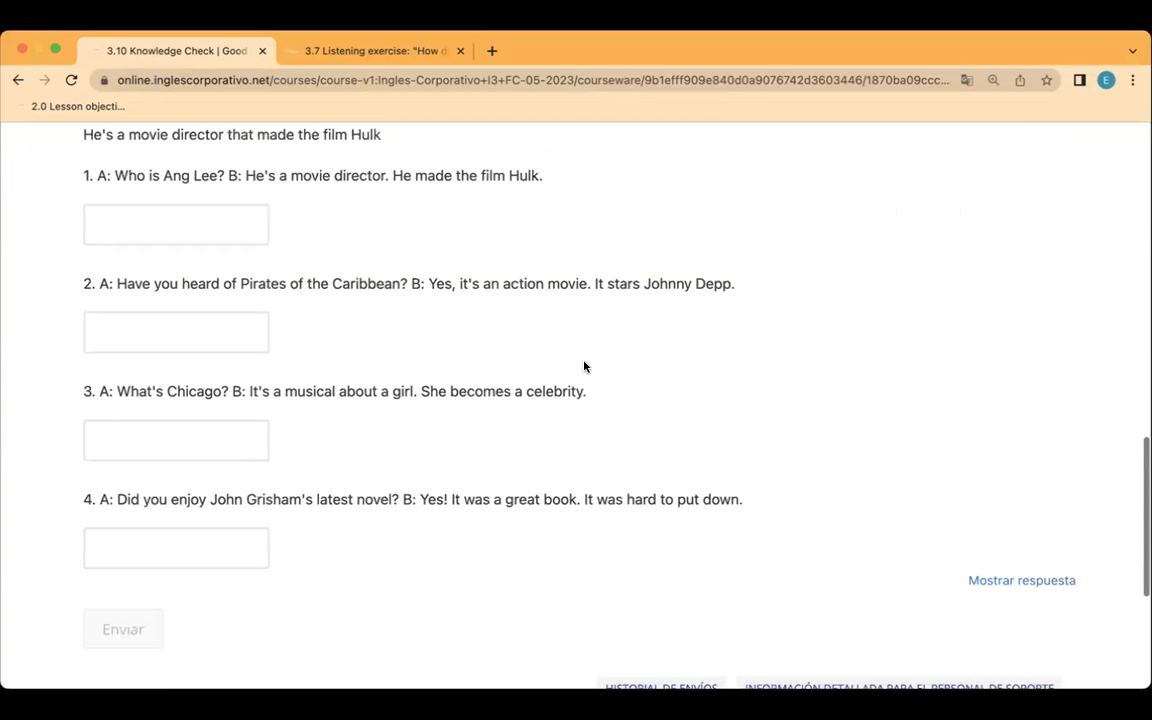 3.10 Knowledge Check | Good
3.7 Listening exercise: "How d
online.inglescorporativo.net/courses/course-v1:Ingles-Corporativo+I3+FC-05-2023/courseware/9b1efff909e840d0a9076742d3603446/1870ba09ccc...
E
2.0 Lesson objecti...
He's a movie director that made the film Hulk
1. A: Who is Ang Lee? B: He's a movie director. He made the film Hulk.
2. A: Have you heard of Pirates of the Caribbean? B: Yes, it's an action movie. It stars Johnny Depp.
3. A: What's Chicago? B: It's a musical about a girl. She becomes a celebrity.
4. A: Did you enjoy John Grisham's latest novel? B: Yes! It was a great book. It was hard to put down.
Mostrar respuesta
Enviar
HISTORIAL DE ENVÍOS INFORMACIÓN DETALLADA PARA EL PERSONAL DE SOPORTE